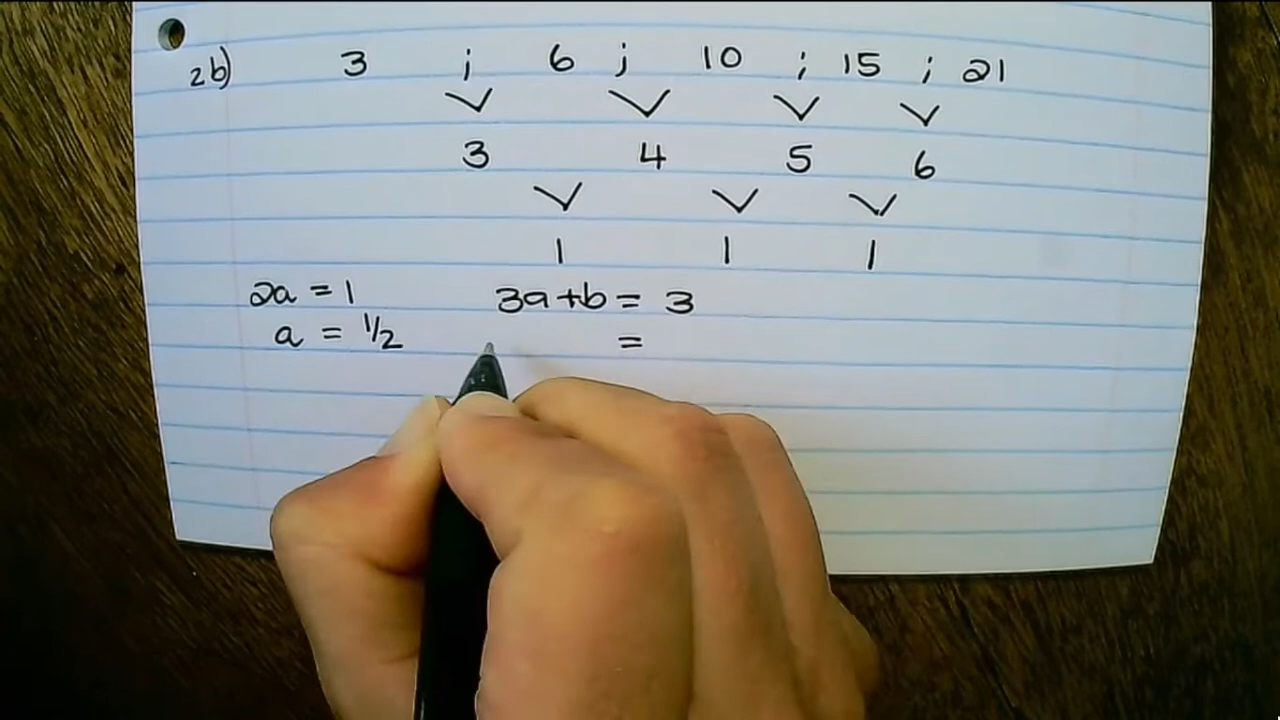 2b) 3 ; 6 ; 10 ; 15 ; 21
3 4 5 6
1 1 1
2a = 1 3a+b = 3
a = 1/2 =